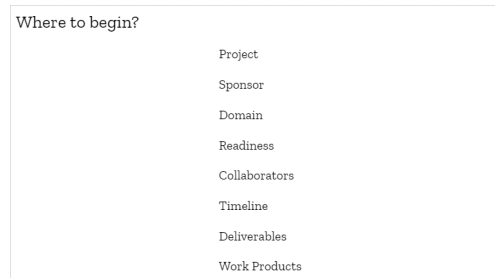 Where to begin?
Project
Sponsor
Domain
Readiness
Collaborators
Timeline
Deliverables
Work Products